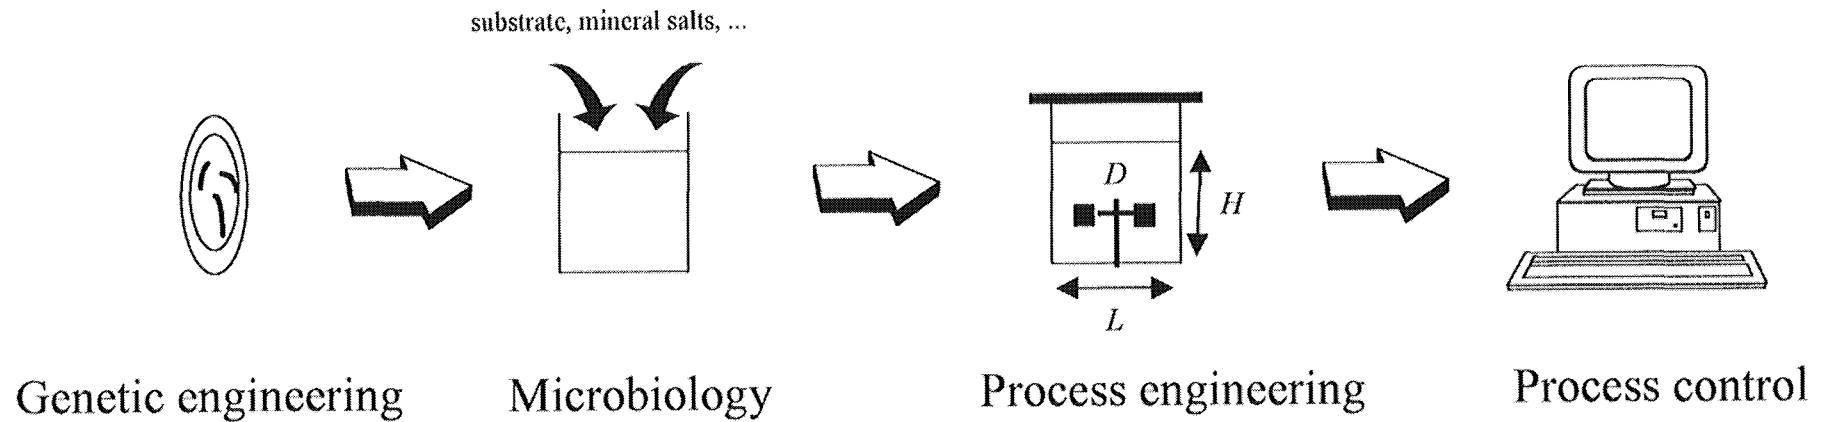 substrate, mineral salts, ...
D
H
L
Genetic engineering
Microbiology
Process engineering
Process control